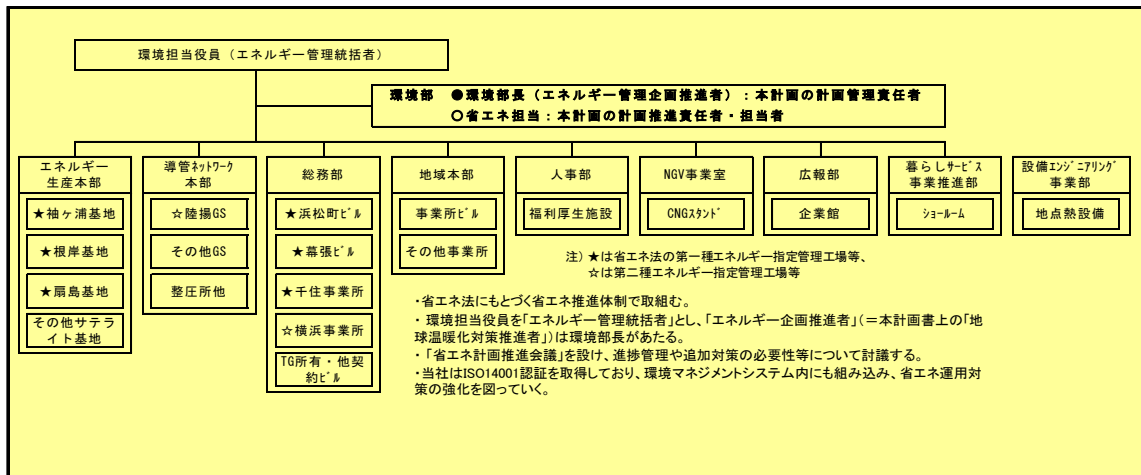 環境担当役員（エネルギー管理統括者）
環境部　●環境部長（エネルギー管理企画推進者）：本計画の計画管理責任者
○省エネ担当：本計画の計画推進責任者・担当者
エネルギー
生産本部
★袖ヶ浦基地
★根岸基地
★扇島基地
その他サテラ
イト基地
導管ﾈｯﾄﾜｰｸ
本部
☆陸揚GS
その他GS
整圧所他
総務部
★浜松町ﾋﾞﾙ
★幕張ﾋﾞﾙ
★千住事業所
☆横浜事業所
TG所有・他契
約ﾋﾞﾙ
地域本部
事業所ﾋﾞﾙ
その他事業所
人事部
福利厚生施設
NGV事業室
CNGｽﾀﾝﾄﾞ
広報部
企業館
暮らしｻｰﾋﾞｽ
事業推進部
ｼｮｰﾙｰﾑ
設備ｴﾝｼﾞﾆｱﾘﾝｸﾞ
事業部
地点熱設備
注）★は省エネ法の第一種エネルギー指定管理工場等、
☆は第二種エネルギー指定管理工場等
・省エネ法にもとづく省エネ推進体制で取組む。
・ 環境担当役員を「エネルギー管理統括者」とし、「エネルギー企画推進者」（＝本計画書上の「地
球温暖化対策推進者」）は環境部長があたる。
・「省エネ計画推進会議」を設け、進捗管理や追加対策の必要性等について討議する。
・当社はISO14001認証を取得しており、環境マネジメントシステム内にも組み込み、省エネ運用対
策の強化を図っていく。